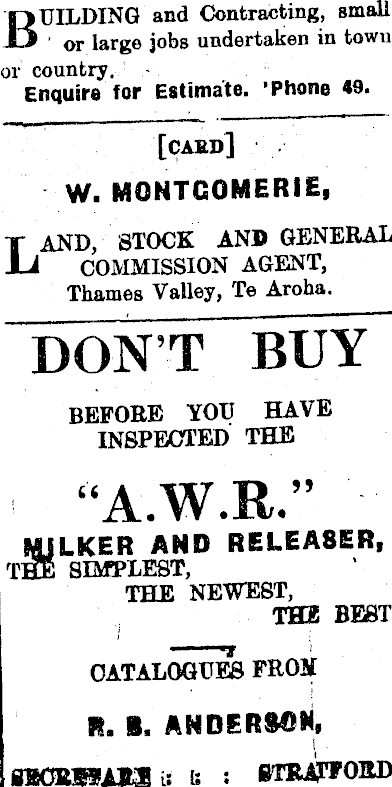 BUILDING and Contracting, small
or large jobs undertaken in town
or country.
Enquire for Estimate. 'Phone 49.
[CARD]
W. MONTGOMERIE,
LAND, STOCK AND GENERAL
COMMISSION AGENT,
Thames Valley, Te Aroha.
DON'T BUY
BEFORE YOU HAVE
INSPECTED THE
"A.W.R."
MILKER AND RELEASER,
THE SIMPLEST,
THE NEWEST,
THE BEST
CATALOGUES FROM
R. B. ANDERSON,
: : : STRATFORD